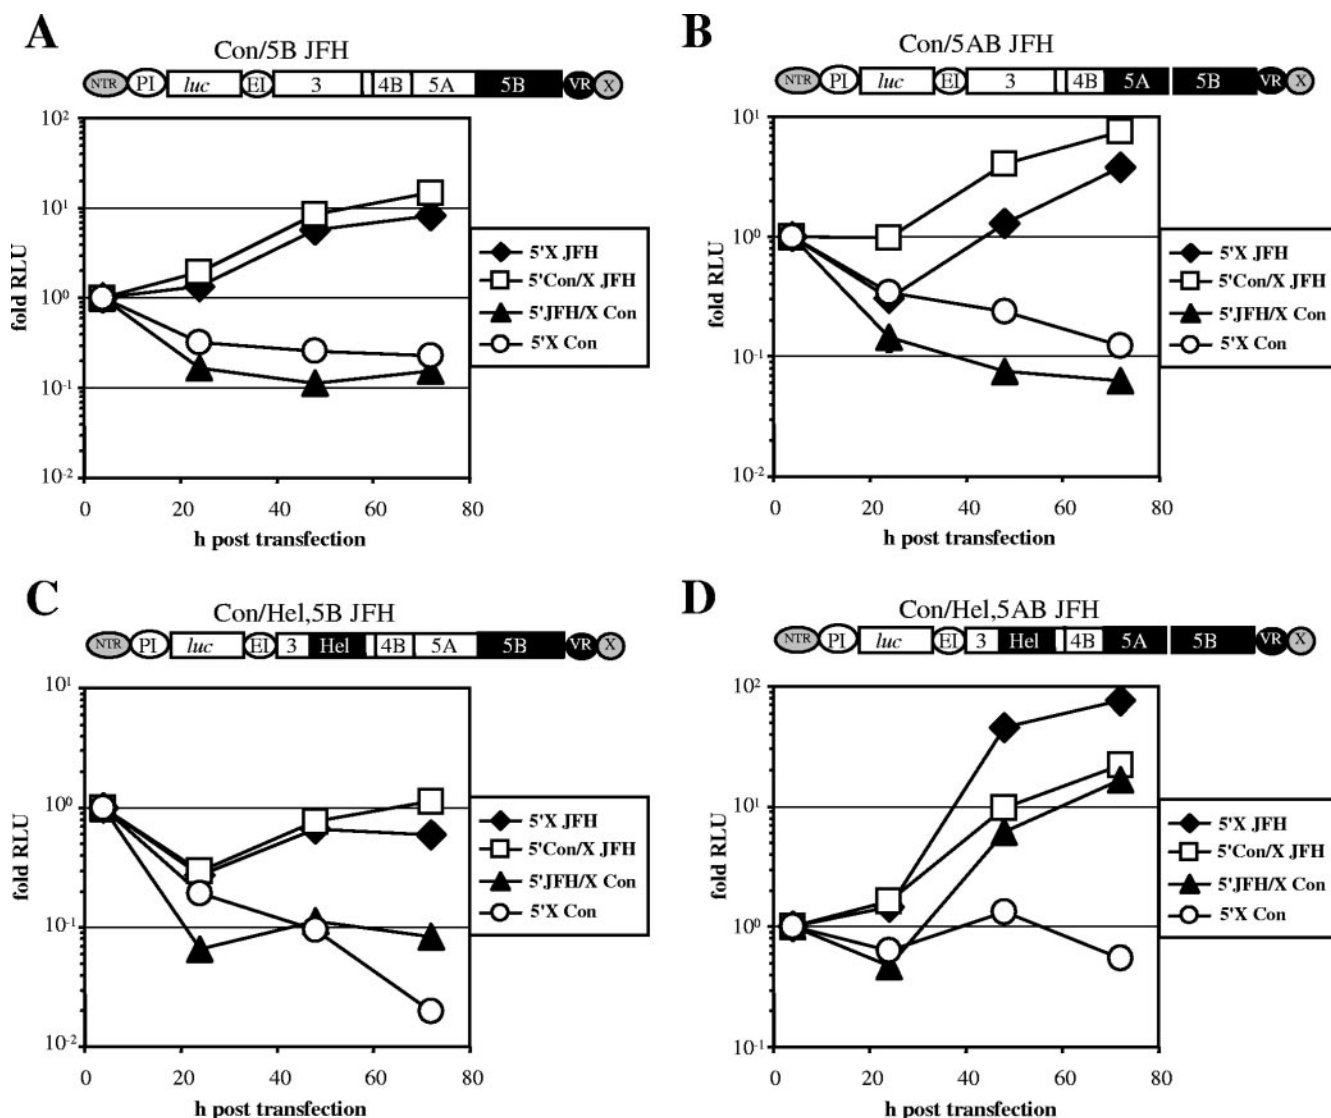 A
Con/5B JFH
NTR PI luc EI 3 4B 5A 5B VR X
10²
10¹
10⁰
10⁻¹
10⁻²
fold RLU
0 20 40 60 80
h post transfection
5'X JFH
5'Con/X JFH
5'JFH/X Con
5'X Con
B
Con/5AB JFH
NTR PI luc EI 3 4B 5A 5B VR X
10¹
10⁰
10⁻¹
10⁻²
fold RLU
0 20 40 60 80
h post transfection
5'X JFH
5'Con/X JFH
5'JFH/X Con
5'X Con
C
Con/Hel,5B JFH
NTR PI luc EI 3 Hel 4B 5A 5B VR X
10¹
10⁰
10⁻¹
10⁻²
fold RLU
0 20 40 60 80
h post transfection
5'X JFH
5'Con/X JFH
5'JFH/X Con
5'X Con
D
Con/Hel,5AB JFH
NTR PI luc EI 3 Hel 4B 5A 5B VR X
10²
10¹
10⁰
10⁻¹
fold RLU
0 20 40 60 80
h post transfection
5'X JFH
5'Con/X JFH
5'JFH/X Con
5'X Con